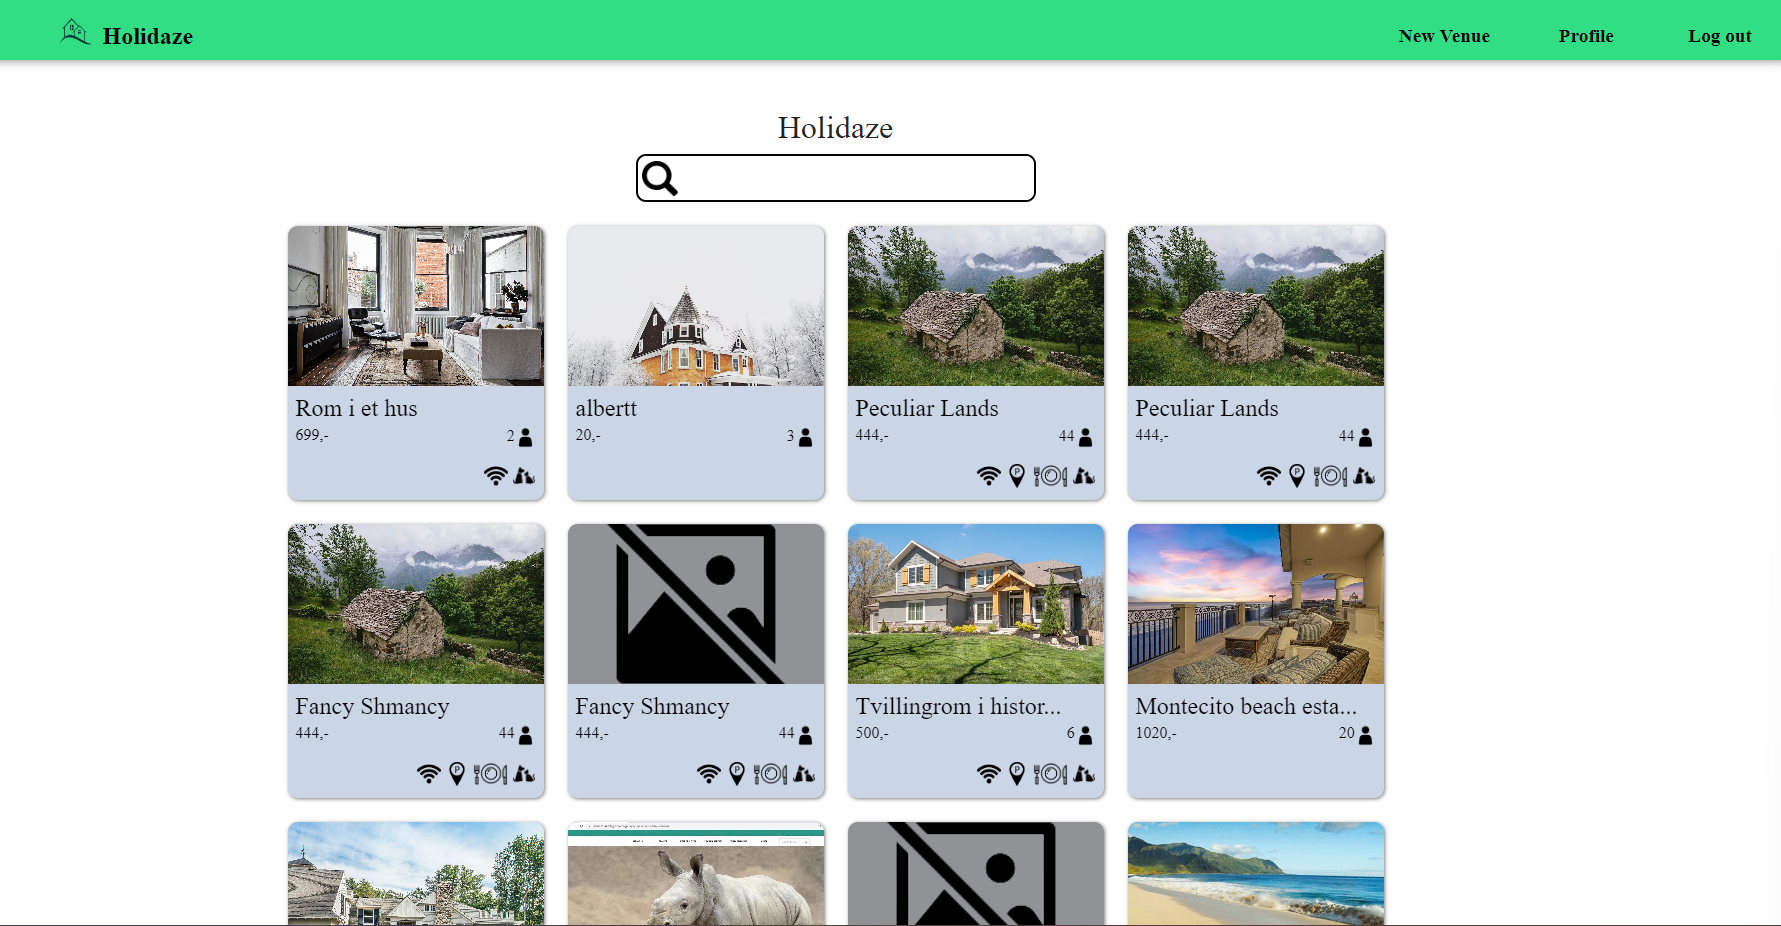 Holidaze
New Venue
Profile
Log out
Holidaze
Rom i et hus
699,-
2
albertt
20,-
3
Peculiar Lands
444,-
44
P
Peculiar Lands
444,-
44
P
Fancy Shmancy
444,-
44
P
Fancy Shmancy
444,-
44
P
Tvillingrom i histor...
500,-
6
P
Montecito beach esta...
1020,-
20